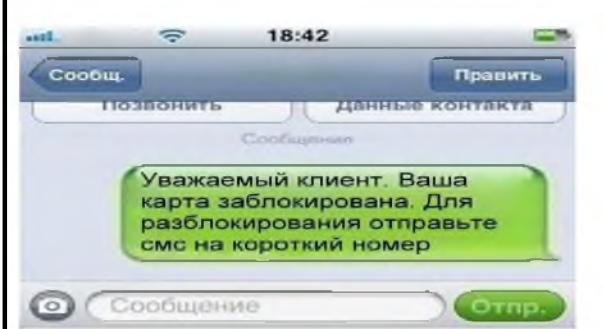 18:42
Сообщ.
Править
Позвонить
Данные контакта
Сообщения
Уважаемый клиент. Ваша
карта заблокирована. Для
разблокирования отправьте
смс на короткий номер
Сообщение
Отпр.